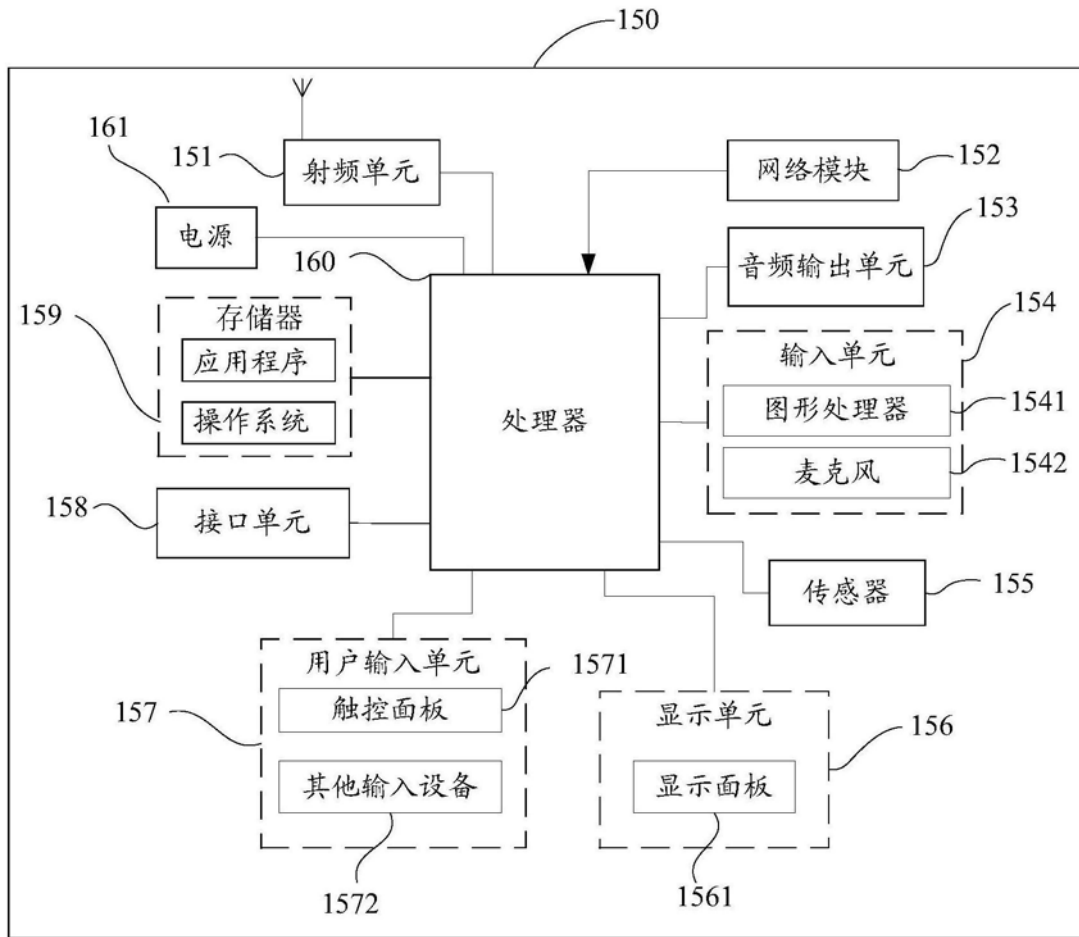 150
161
151
射频单元
网络模块
152
电源
160
音频输出单元
153
159
存储器
应用程序
操作系统
处理器
输入单元
154
图形处理器
1541
麦克风
1542
158
接口单元
传感器
155
157
用户输入单元
1571
触控面板
其他输入设备
1572
显示单元
156
显示面板
1561